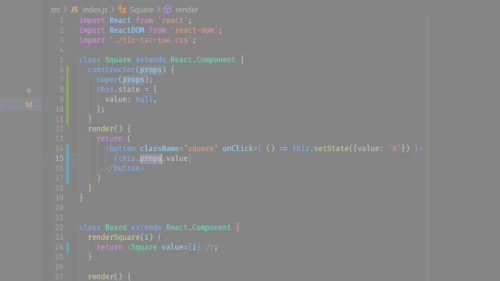 src > JS index.js > Square > render
1 import React from 'react';
2 import ReactDOM from 'react-dom';
3 import './tic-tac-toe.css';
4
5 class Square extends React.Component {
6 constructor(props) {
7 super(props);
8 this.state = {
9 value: null,
10 };
11 }
12 render() {
13 return (
14 <button className="square" onClick={ () => this.setState({value: 'X'}) }>
M
15 {this.props.value}
16 </button>
17 )
18 }
19 }
20
21
22 class Board extends React.Component {
23 renderSquare(i) {
24 return <Square value={i} />;
25 }
26
27 render() {